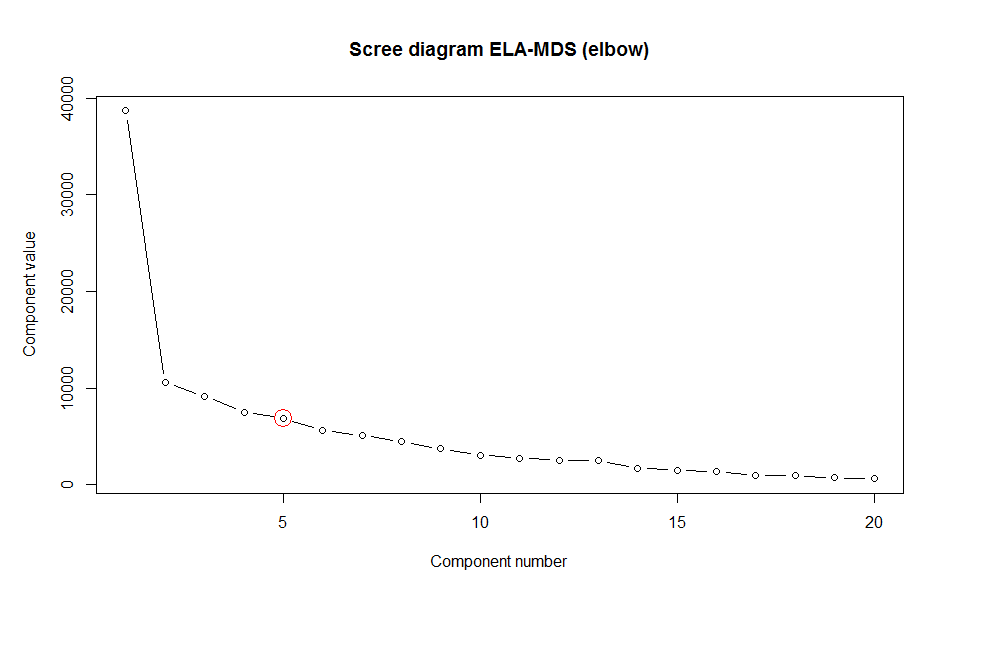 Scree diagram ELA-MDS (elbow)
Component value
40000
30000
20000
10000
0
5 10 15 20
Component number